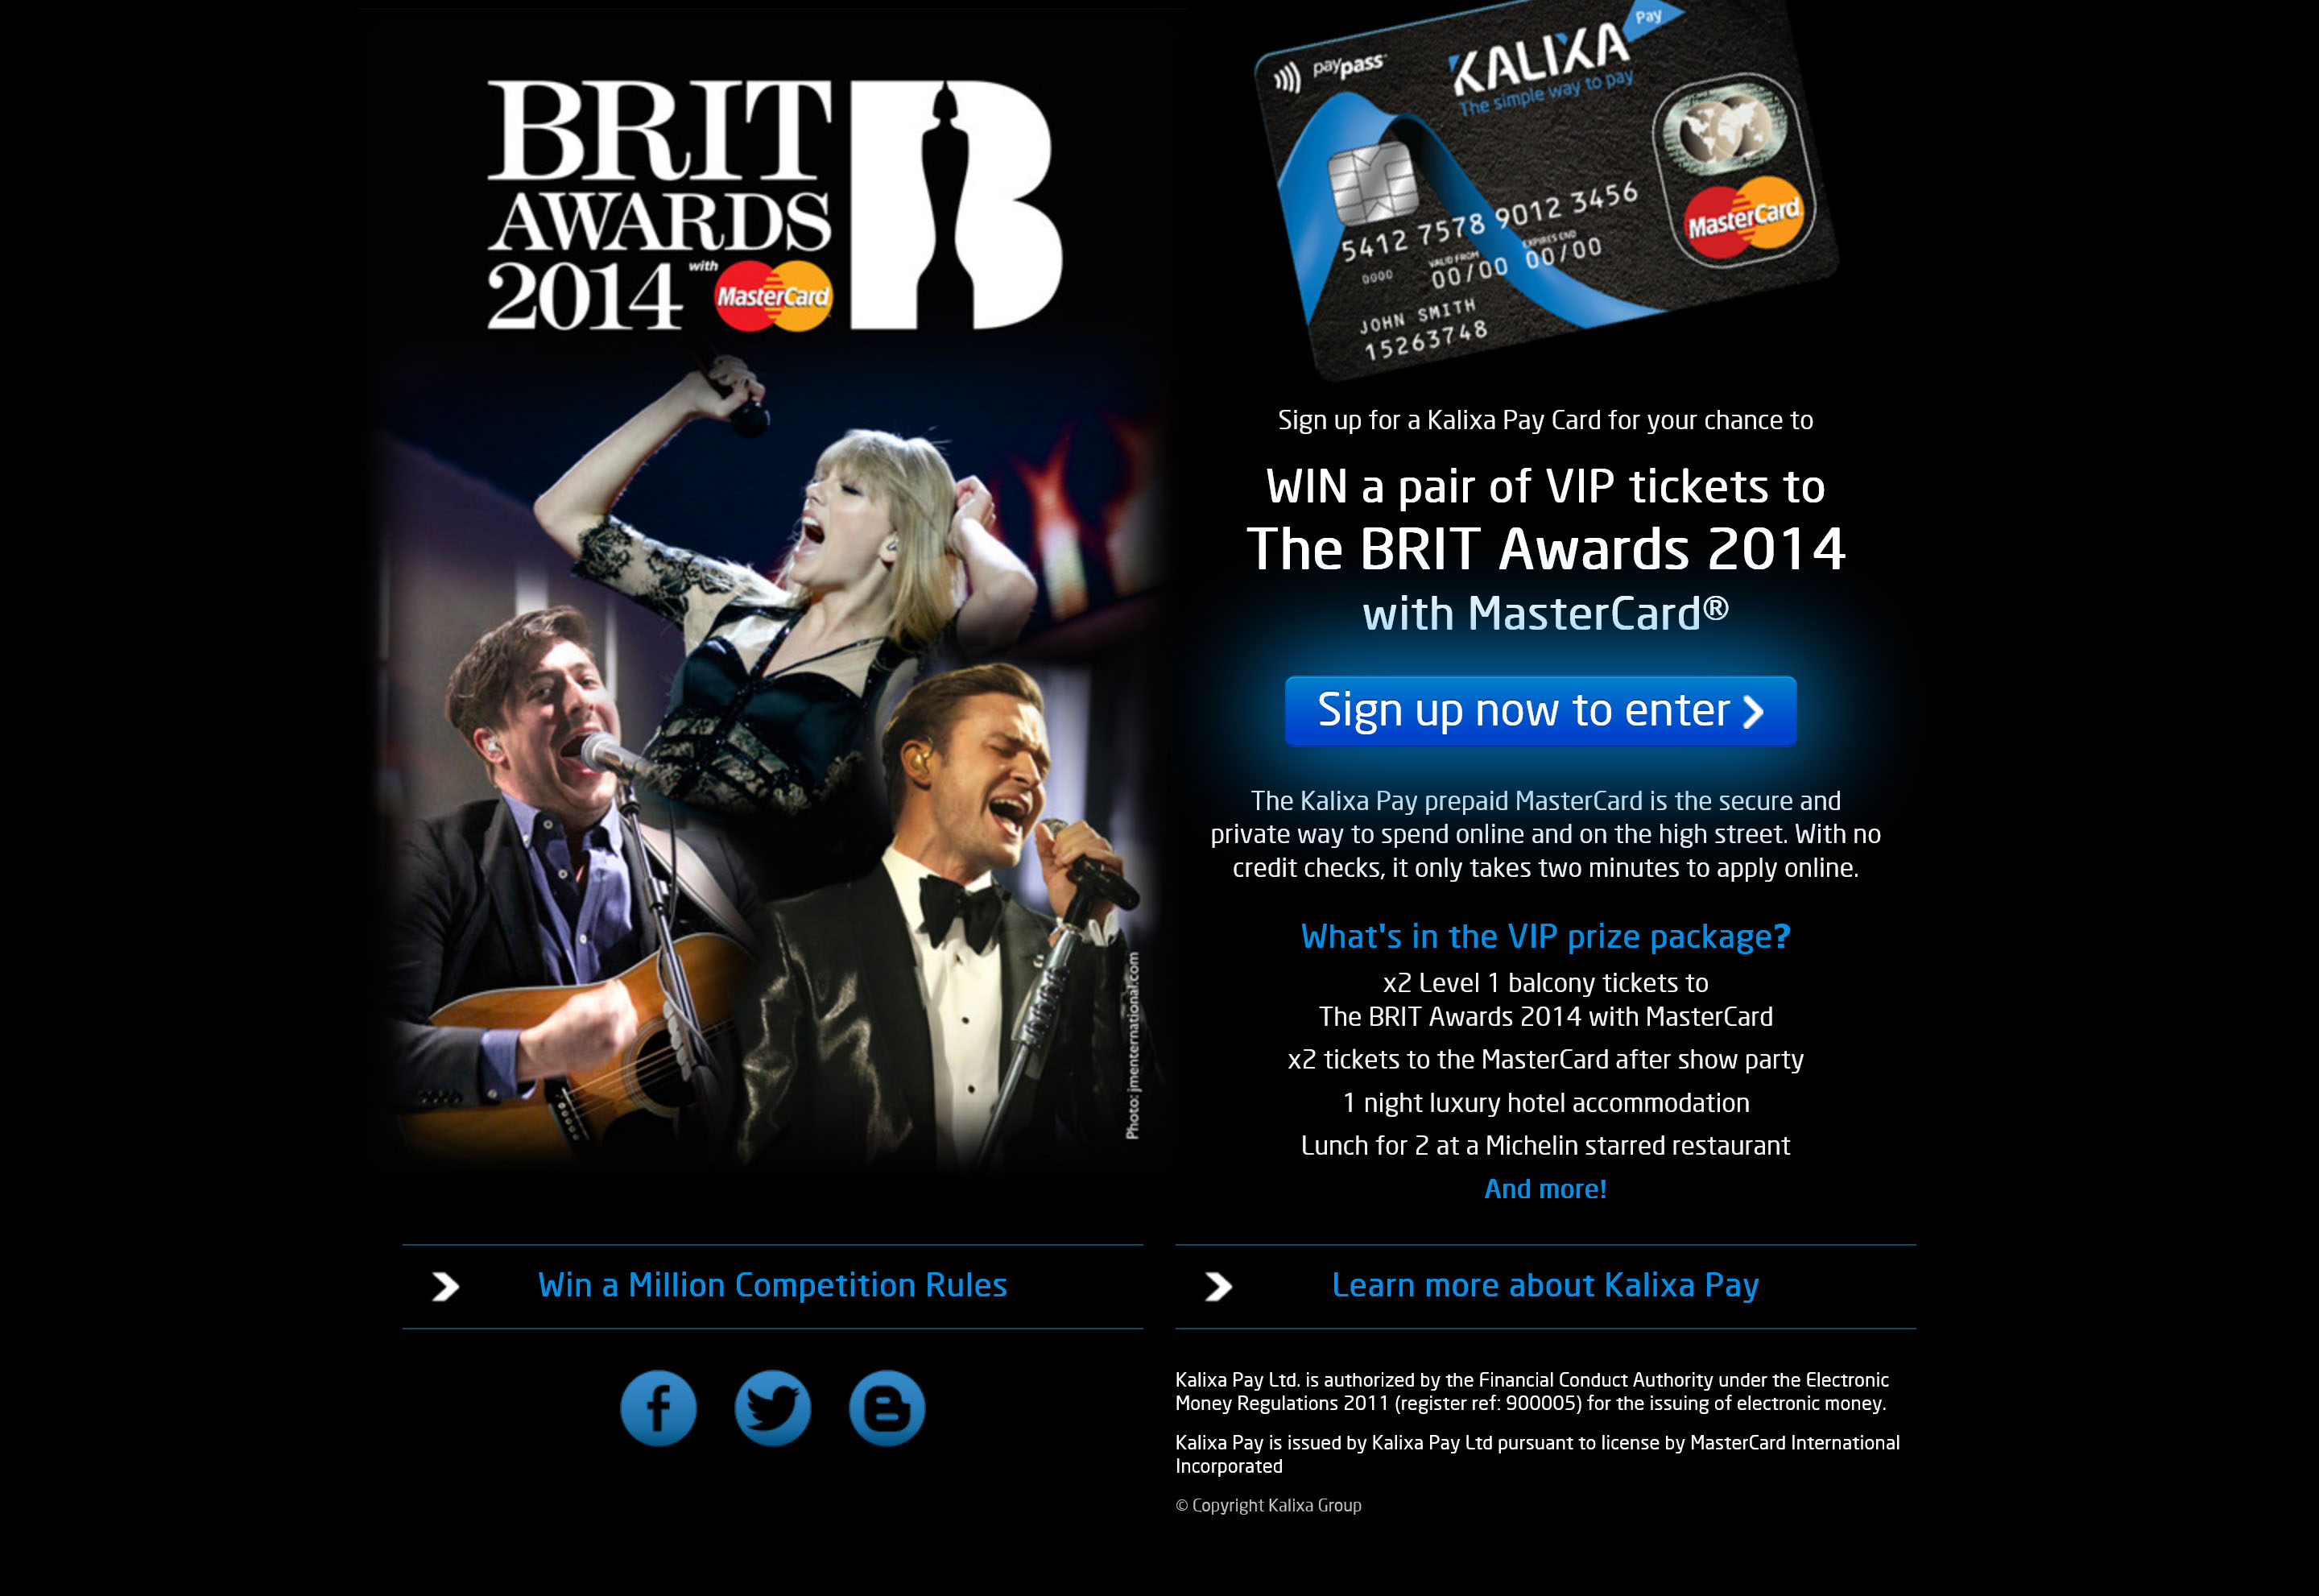 BRIT
AWARDS
2014 with MasterCard
Photo: jmenternational.com
paypass
KALIXA Pay
The simple way to pay
5412 7578 9012 3456
0000 VALID FROM 00/00 EXPIRES END 00/00
JOHN SMITH
15263748
MasterCard
Sign up for a Kalixa Pay Card for your chance to
WIN a pair of VIP tickets to
The BRIT Awards 2014
with MasterCard®
Sign up now to enter
The Kalixa Pay prepaid MasterCard is the secure and
private way to spend online and on the high street. With no
credit checks, it only takes two minutes to apply online.
What's in the VIP prize package?
x2 Level 1 balcony tickets to
The BRIT Awards 2014 with MasterCard
x2 tickets to the MasterCard after show party
1 night luxury hotel accommodation
Lunch for 2 at a Michelin starred restaurant
And more!
Win a Million Competition Rules
Learn more about Kalixa Pay
Kalixa Pay Ltd. is authorized by the Financial Conduct Authority under the Electronic
Money Regulations 2011 (register ref: 900005) for the issuing of electronic money.
Kalixa Pay is issued by Kalixa Pay Ltd pursuant to license by MasterCard International
Incorporated
© Copyright Kalixa Group